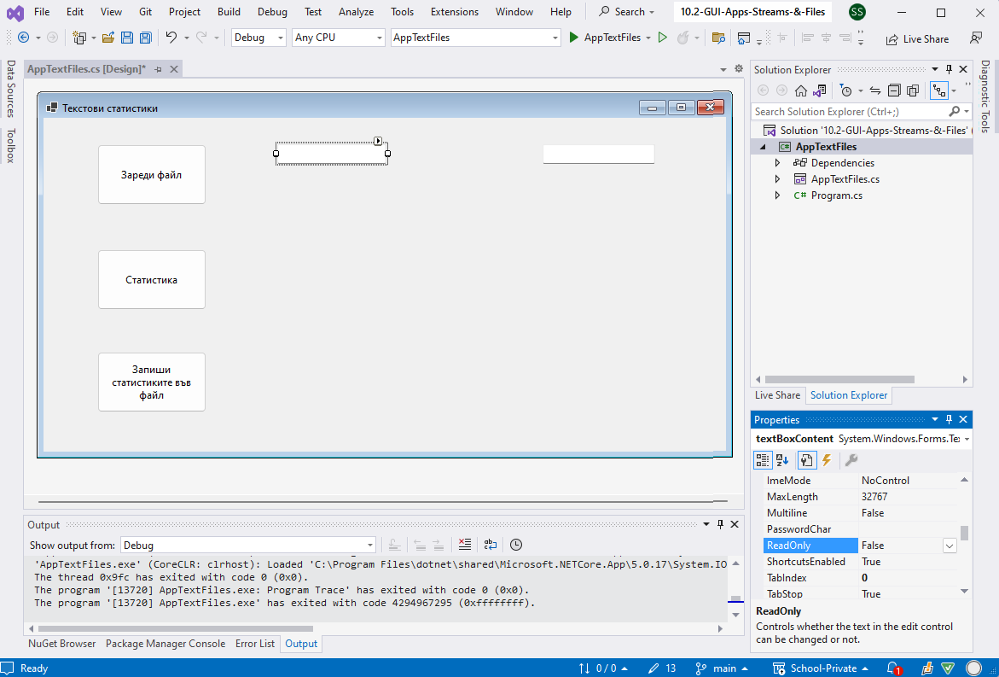 File Edit View Git Project Build Debug Test Analyze Tools Extensions Window Help Search 10.2-GUI-Apps-Streams-&-Files SS
Debug Any CPU AppTextFiles AppTextFiles Live Share
Data Sources
Toolbox
AppTextFiles.cs [Design]*
Текстови статистики
Зареди файл
Статистика
Запиши
статистиките във
файл
Output
Show output from: Debug
'AppTextFiles.exe' (CoreCLR: clrhost): Loaded 'C:\Program Files\dotnet\shared\Microsoft.NETCore.App\5.0.17\System.IO
The thread 0x9fc has exited with code 0 (0x0).
The program '[13720] AppTextFiles.exe: Program Trace' has exited with code 0 (0x0).
The program '[13720] AppTextFiles.exe' has exited with code 4294967295 (0xffffffff).
NuGet Browser Package Manager Console Error List Output
Solution Explorer
Search Solution Explorer (Ctrl+;)
Solution '10.2-GUI-Apps-Streams-&-Files' (
C# AppTextFiles
Dependencies
AppTextFiles.cs
C# Program.cs
Live Share Solution Explorer
Diagnostic Tools
Properties
textBoxContent System.Windows.Forms.Te
ImeMode NoControl
MaxLength 32767
Multiline False
PasswordChar
ReadOnly False
ShortcutsEnabled True
TabIndex 0
TabStop True
ReadOnly
Controls whether the text in the edit control
can be changed or not.
Ready 0 / 0 13 main School-Private 1